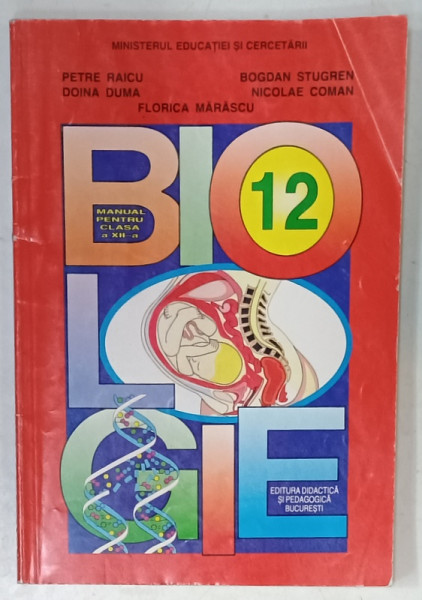 MINISTERUL EDUCAȚIEI ȘI CERCETĂRII
PETRE RAICU BOGDAN STUGREN
DOINA DUMA NICOLAE COMAN
FLORICA MĂRĂSCU
BIO
12
MANUAL
PENTRU
CLASA
a XII-a
L
GIE
EDITURA DIDACTICĂ
ȘI PEDAGOGICĂ
BUCUREȘTI